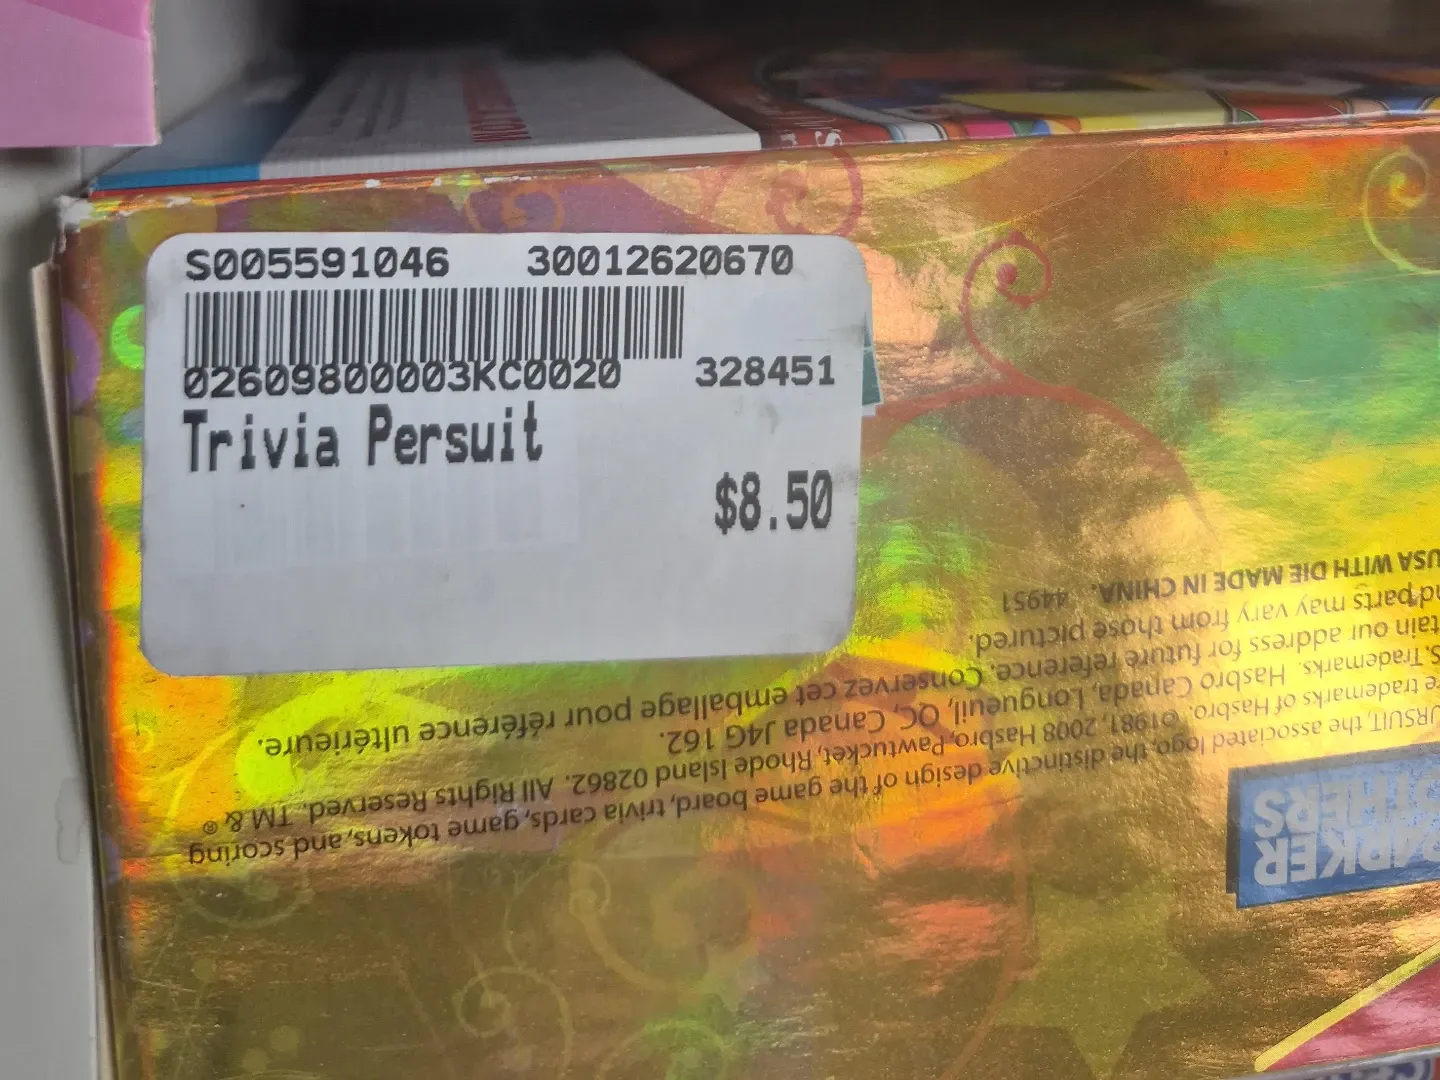 S005591046 30012620670
02609800003KC0020 328451
Trivia Persuit
$8.50
PARKER
OTHERS
URSUIT, the associated logo, the distinctive design of the game board, trivia cards, game tokens, and scoring
trademarks of Hasbro. ©1981, 2008 Hasbro, Pawtucket, Rhode Island 02862. All Rights Reserved. TM & ®
S. Trademarks. Hasbro Canada, Longueuil, QC, Canada J4G 1G2.
tain our address for future reference. Conservez cet emballage pour référence ultérieure.
nd parts may vary from those pictured.
USA WITH DIE MADE IN CHINA. 44951